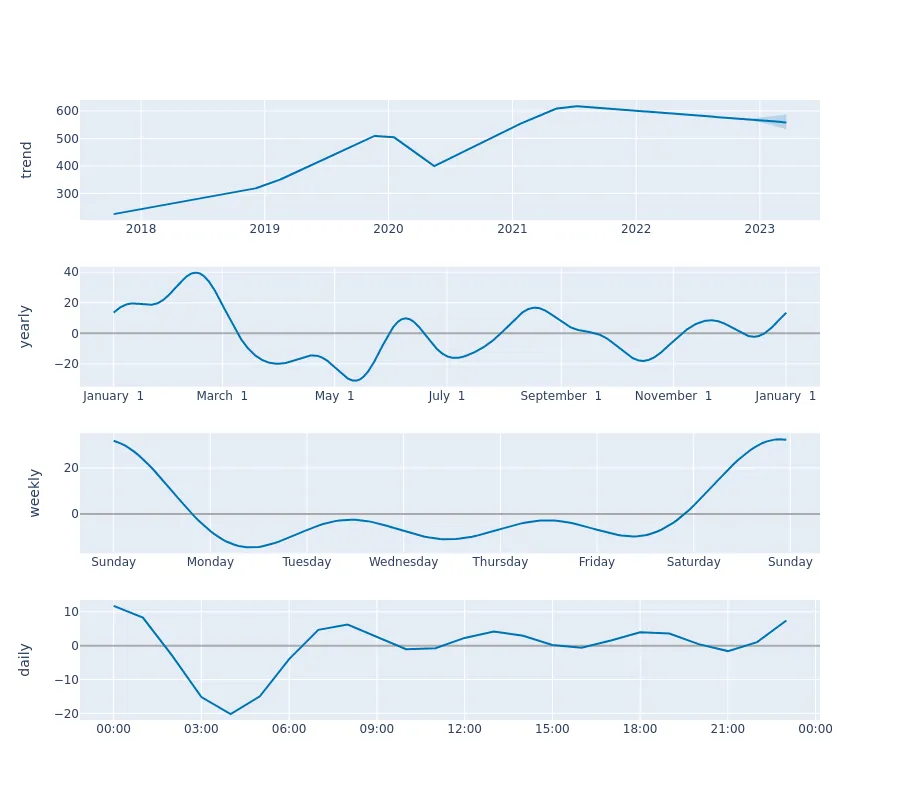 trend
600
500
400
300
2018 2019 2020 2021 2022 2023
yearly
40
20
0
−20
January 1 March 1 May 1 July 1 September 1 November 1 January 1
weekly
20
0
Sunday Monday Tuesday Wednesday Thursday Friday Saturday Sunday
daily
10
0
−10
−20
00:00 03:00 06:00 09:00 12:00 15:00 18:00 21:00 00:00